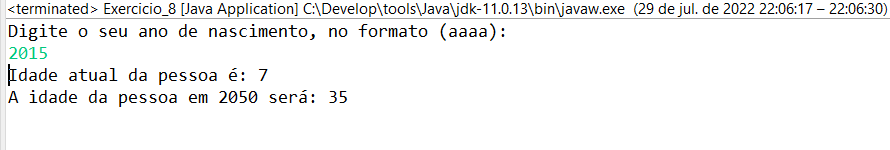 <terminated> Exercicio_8 [Java Application] C:\Develop\tools\Java\jdk-11.0.13\bin\javaw.exe (29 de jul. de 2022 22:06:17 – 22:06:30)
Digite o seu ano de nascimento, no formato (aaaa):
2015
Idade atual da pessoa é: 7
A idade da pessoa em 2050 será: 35